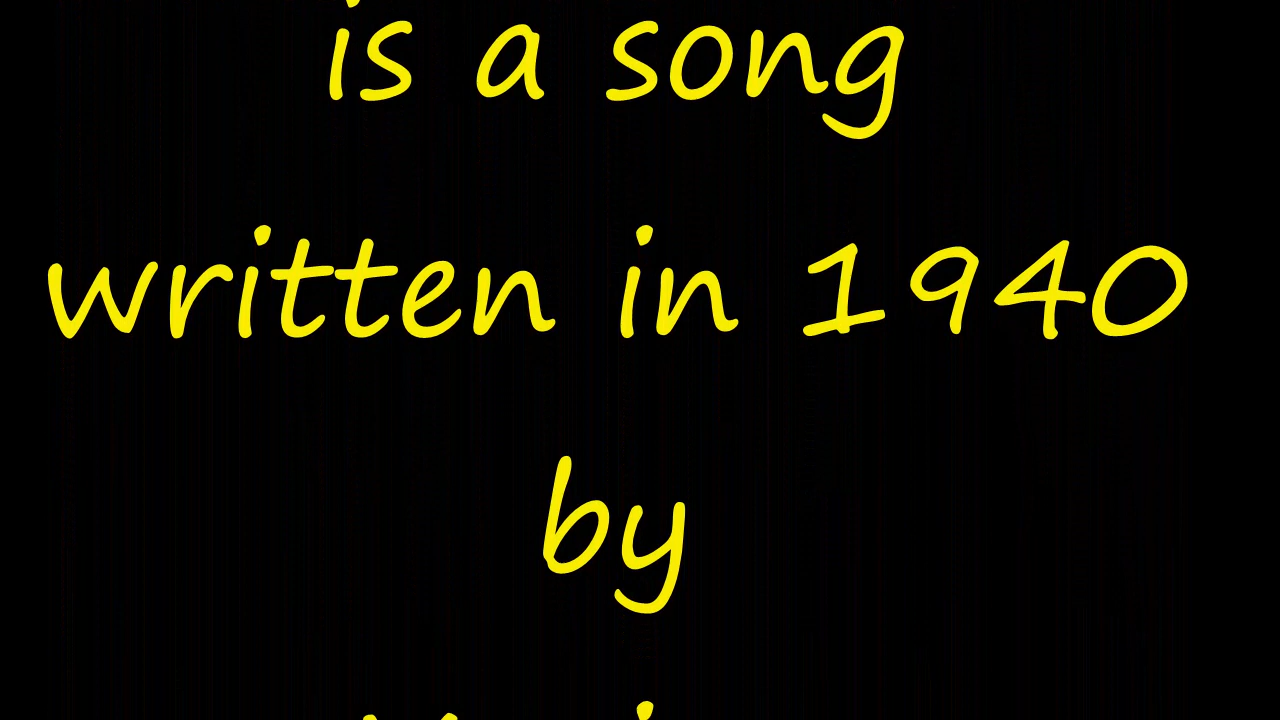 is a song
written in 1940
by